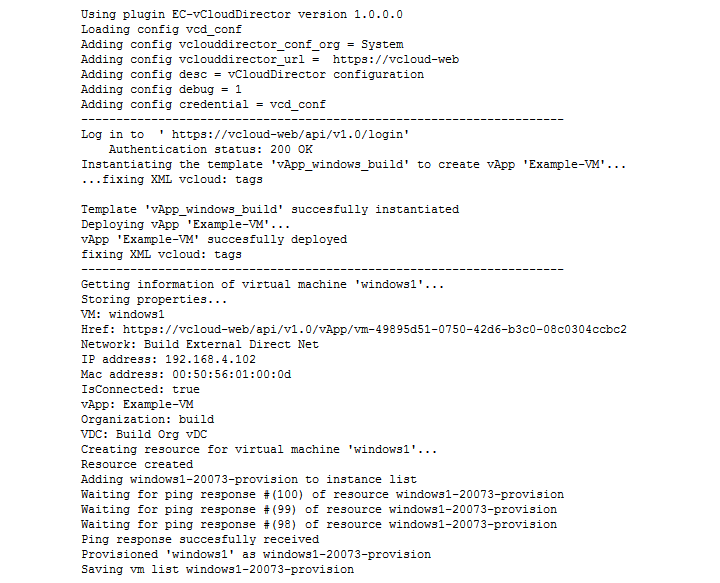 Using plugin EC-vCloudDirector version 1.0.0.0
Loading config vcd_conf
Adding config vclouddirector_conf_org = System
Adding config vclouddirector_url =  https://vcloud-web
Adding config desc = vCloudDirector configuration
Adding config debug = 1
Adding config credential = vcd_conf
---------------------------------------------------------------------
Log in to  ' https://vcloud-web/api/v1.0/login'
    Authentication status: 200 OK
Instantiating the template 'vApp_windows_build' to create vApp 'Example-VM'...
...fixing XML vcloud: tags

Template 'vApp_windows_build' succesfully instantiated
Deploying vApp 'Example-VM'...
vApp 'Example-VM' succesfully deployed
fixing XML vcloud: tags
---------------------------------------------------------------------
Getting information of virtual machine 'windows1'...
Storing properties...
VM: windows1
Href: https://vcloud-web/api/v1.0/vApp/vm-49895d51-0750-42d6-b3c0-08c0304ccbc2
Network: Build External Direct Net
IP address: 192.168.4.102
Mac address: 00:50:56:01:00:0d
IsConnected: true
vApp: Example-VM
Organization: build
VDC: Build Org vDC
Creating resource for virtual machine 'windows1'...
Resource created
Adding windows1-20073-provision to instance list
Waiting for ping response #(100) of resource windows1-20073-provision
Waiting for ping response #(99) of resource windows1-20073-provision
Waiting for ping response #(98) of resource windows1-20073-provision
Ping response succesfully received
Provisioned 'windows1' as windows1-20073-provision
Saving vm list windows1-20073-provision